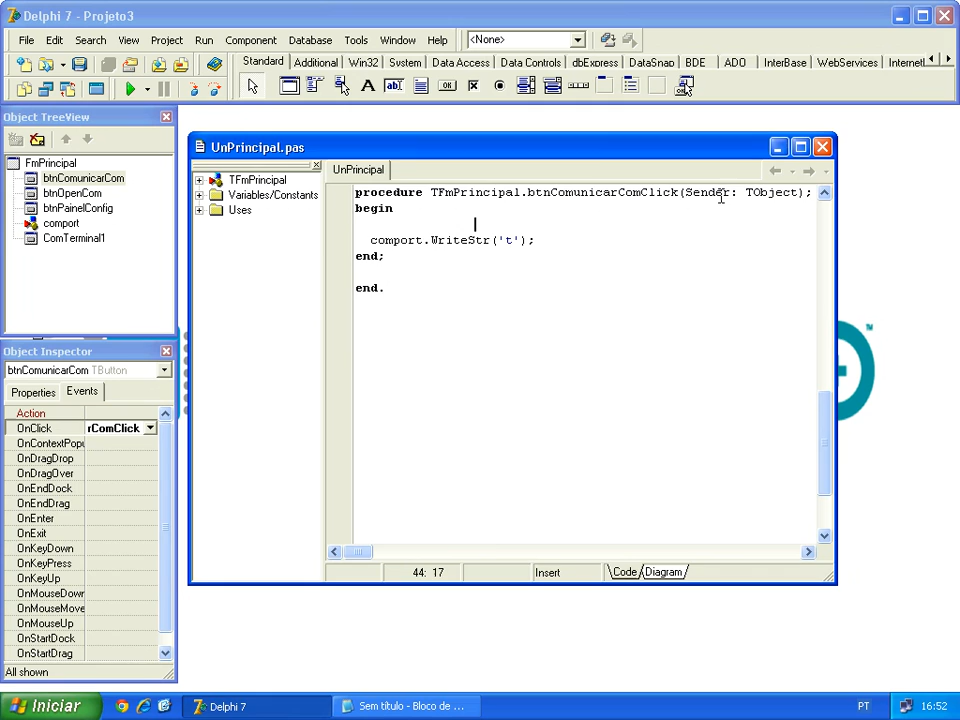 Delphi 7 - Projeto3
File Edit Search View Project Run Component Database Tools Window Help <None>
Standard Additional Win32 System Data Access Data Controls dbExpress DataSnap BDE ADO InterBase WebServices
Object TreeView
FmPrincipal
btnComunicarCom
btnOpenCom
btnPainelConfig
comport
ComTerminal1
UnPrincipal.pas
TFmPrincipal
Variables/Constants
Uses
UnPrincipal
procedure TFmPrincipal.btnComunicarComClick(Sender: TObject);
begin
comport.WriteStr('t');
end;
end.
44: 17 Insert Code Diagram
Object Inspector
btnComunicarCom TButton
Properties Events
Action
OnClick rComClick
OnContextPopu
OnDragDrop
OnDragOver
OnEndDock
OnEndDrag
OnEnter
OnExit
OnKeyDown
OnKeyPress
OnKeyUp
OnMouseDown
OnMouseMove
OnMouseUp
OnStartDock
OnStartDrag
All shown
TM
Iniciar Delphi 7 Sem título - Bloco de ... PT 16:52